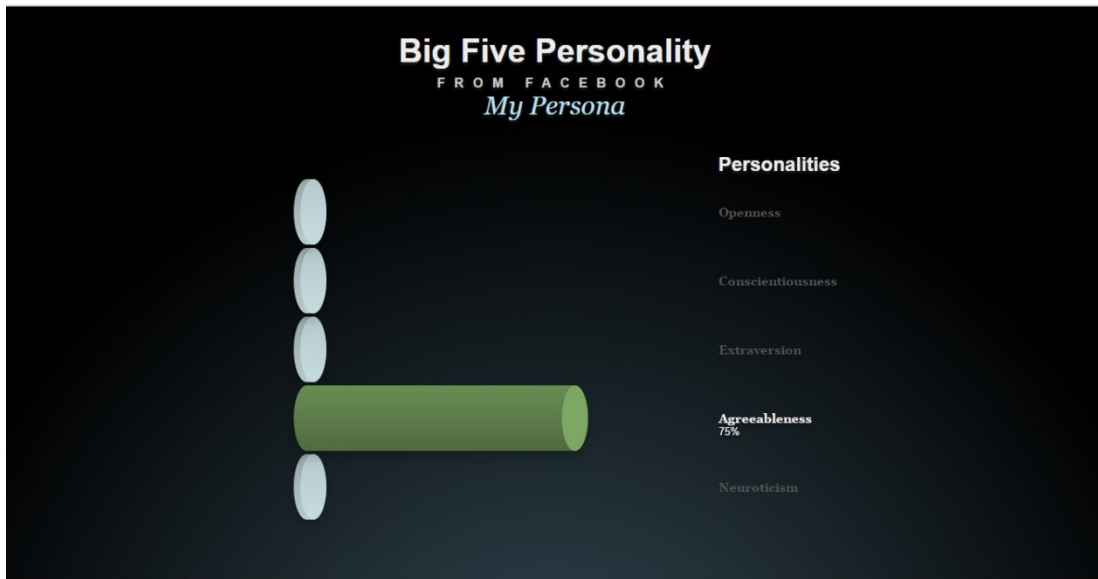 Big Five Personality
FROM FACEBOOK
My Persona
Personalities
Openness
Conscientiousness
Extraversion
Agreeableness
75%
Neuroticism